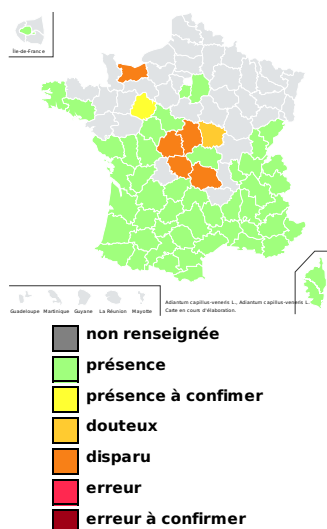 Île-de-France
Guadeloupe Martinique Guyane La Réunion Mayotte
Adiantum capillus-veneris L., Adiantum capillus-veneris L.
Carte en cours d'élaboration.
non renseignée
présence
présence à confimer
douteux
disparu
erreur
erreur à confirmer